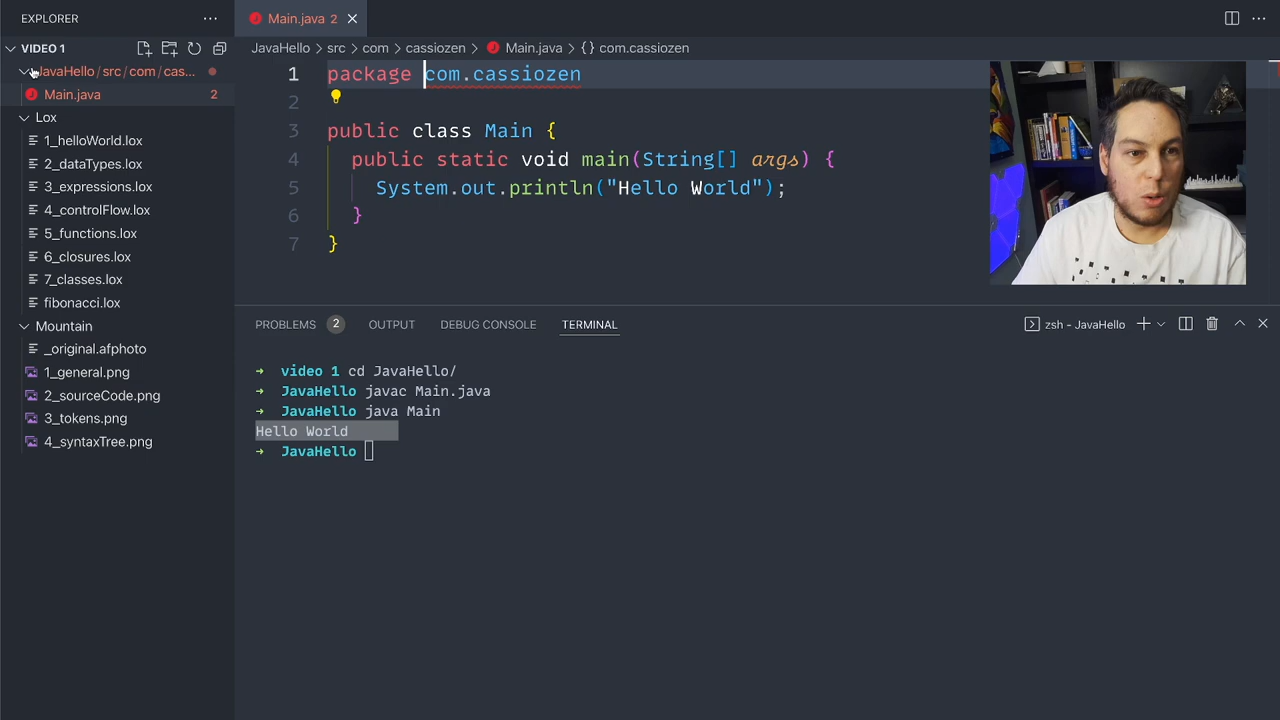 EXPLORER
VIDEO 1
JavaHello / src / com / cas...
Main.java 2
Lox
1_helloWorld.lox
2_dataTypes.lox
3_expressions.lox
4_controlFlow.lox
5_functions.lox
6_closures.lox
7_classes.lox
fibonacci.lox
Mountain
_original.afphoto
1_general.png
2_sourceCode.png
3_tokens.png
4_syntaxTree.png
Main.java 2
JavaHello › src › com › cassiozen › Main.java › {} com.cassiozen
1 package com.cassiozen
2
3 public class Main {
4 public static void main(String[] args) {
5 System.out.println("Hello World");
6 }
7 }
PROBLEMS 2 OUTPUT DEBUG CONSOLE TERMINAL
zsh - JavaHello
→ video 1 cd JavaHello/
→ JavaHello javac Main.java
→ JavaHello java Main
Hello World
→ JavaHello